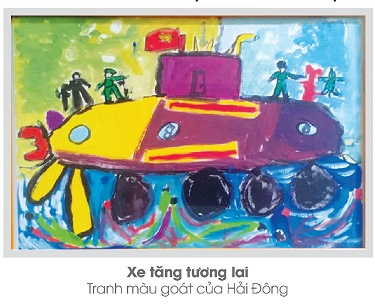 Xe tăng tương lai
Tranh màu goát của Hải Đông